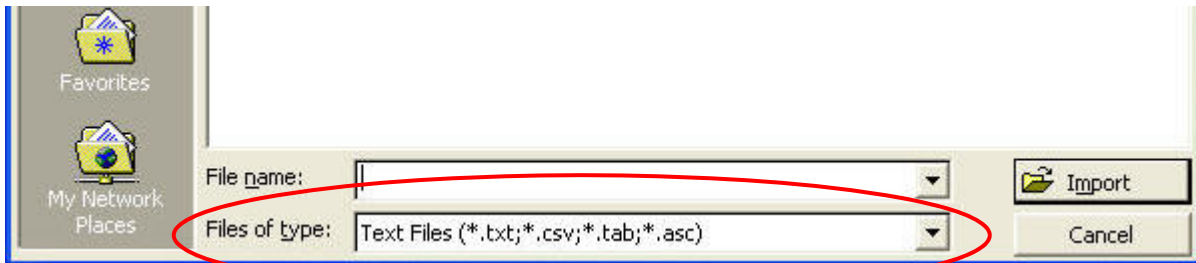 Favorites
My Network
Places
File name:
Import
Files of type: Text Files (*.txt;*.csv;*.tab;*.asc)
Cancel